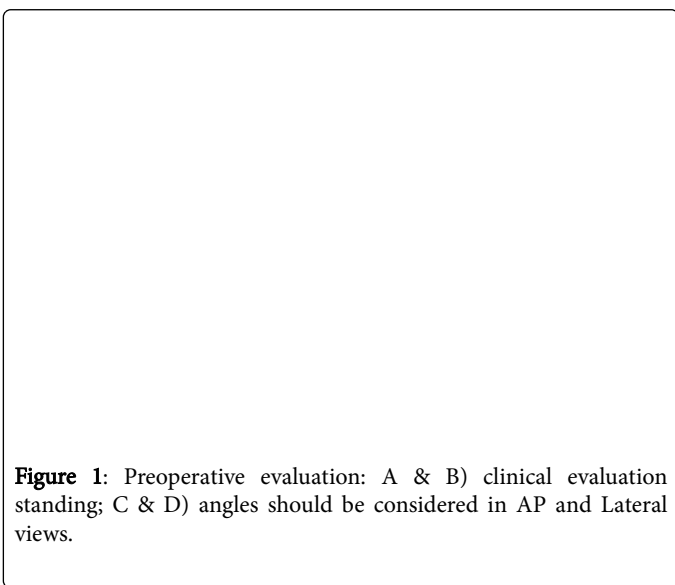 Figure 1: Preoperative evaluation: A & B) clinical evaluation
standing; C & D) angles should be considered in AP and Lateral
views.